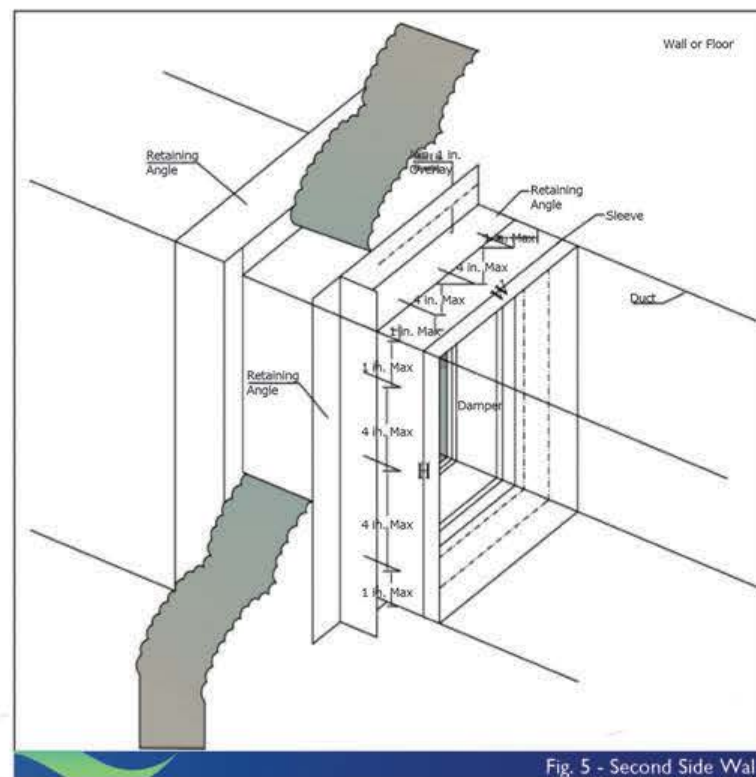 Wall or Floor
Retaining
Angle
1 in.
Overlay
Retaining
Angle
Sleeve
1 in. Max
4 in. Max
4 in. Max
1 in. Max
W
Duct
Retaining
Angle
1 in. Max
4 in. Max
Damper
H
4 in. Max
1 in. Max
Fig. 5 - Second Side Wal